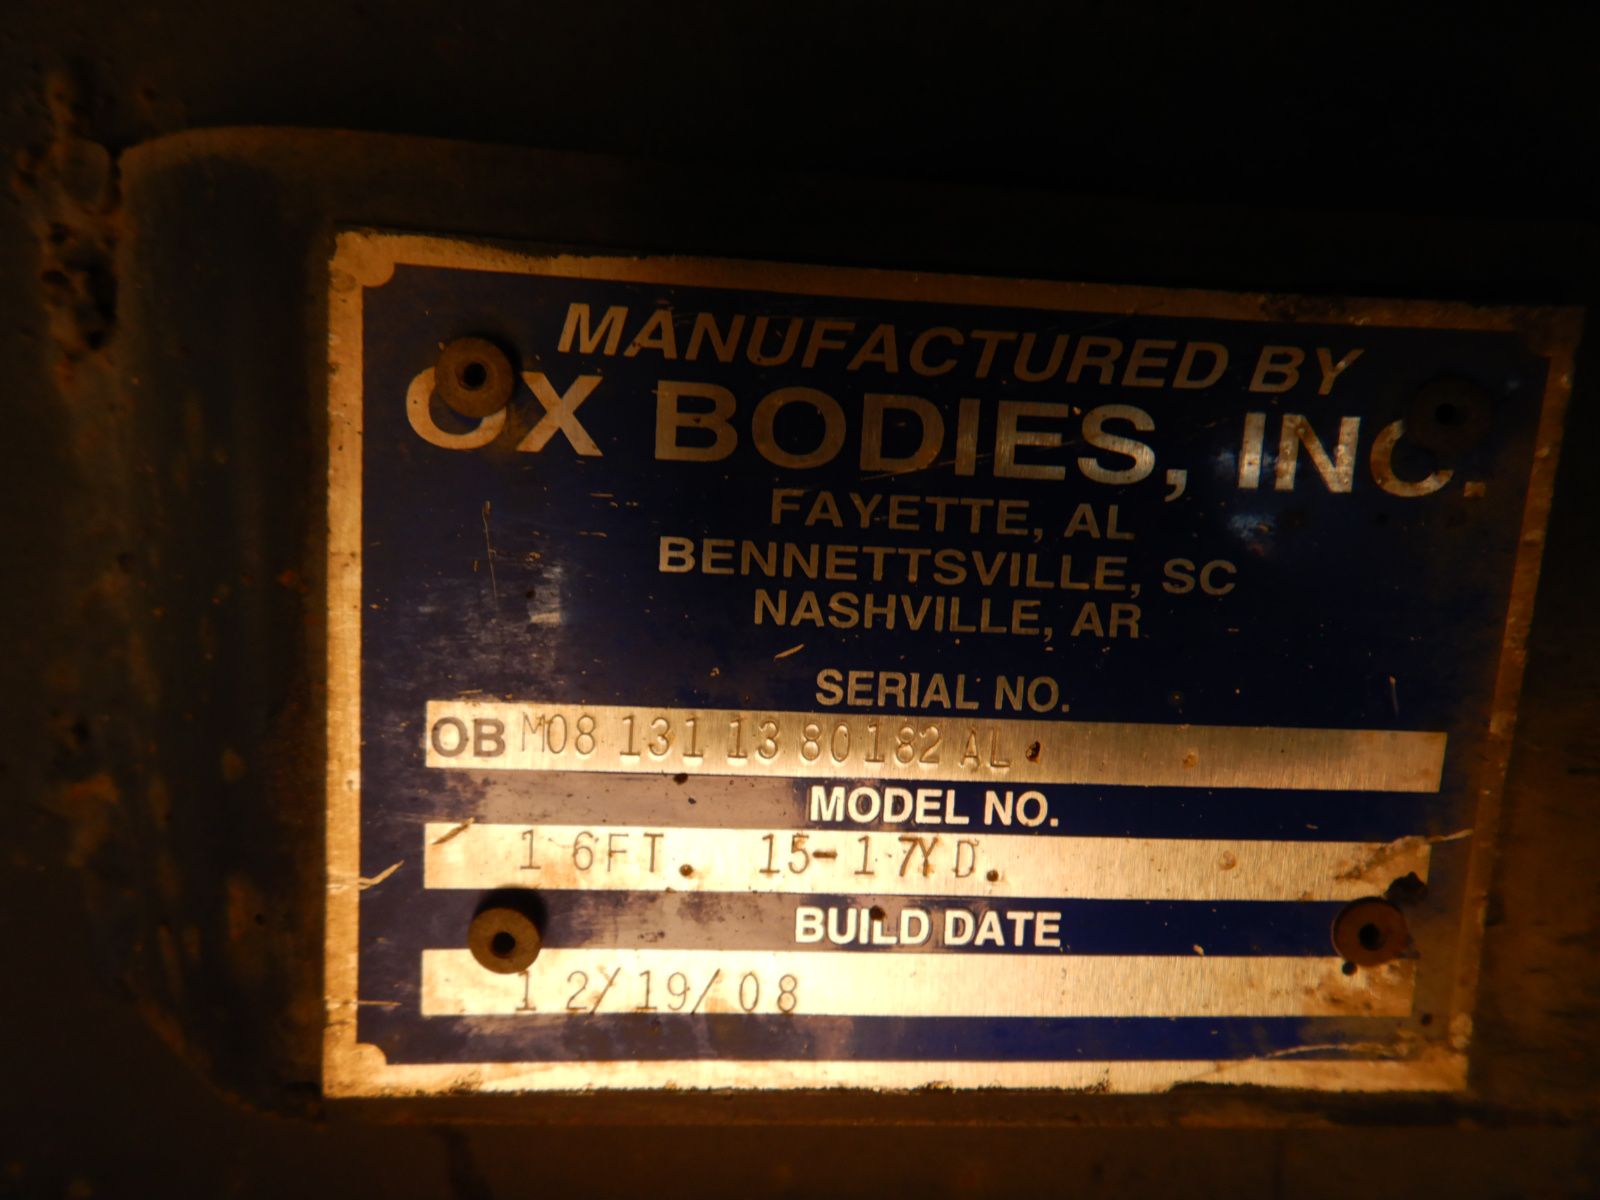 MANUFACTURED BY
OX BODIES, INC.
FAYETTE, AL
BENNETTSVILLE, SC
NASHVILLE, AR
SERIAL NO.
OB M08 131 13 80182 AL
MODEL NO.
16FT. 15-17YD.
BUILD DATE
12/19/08